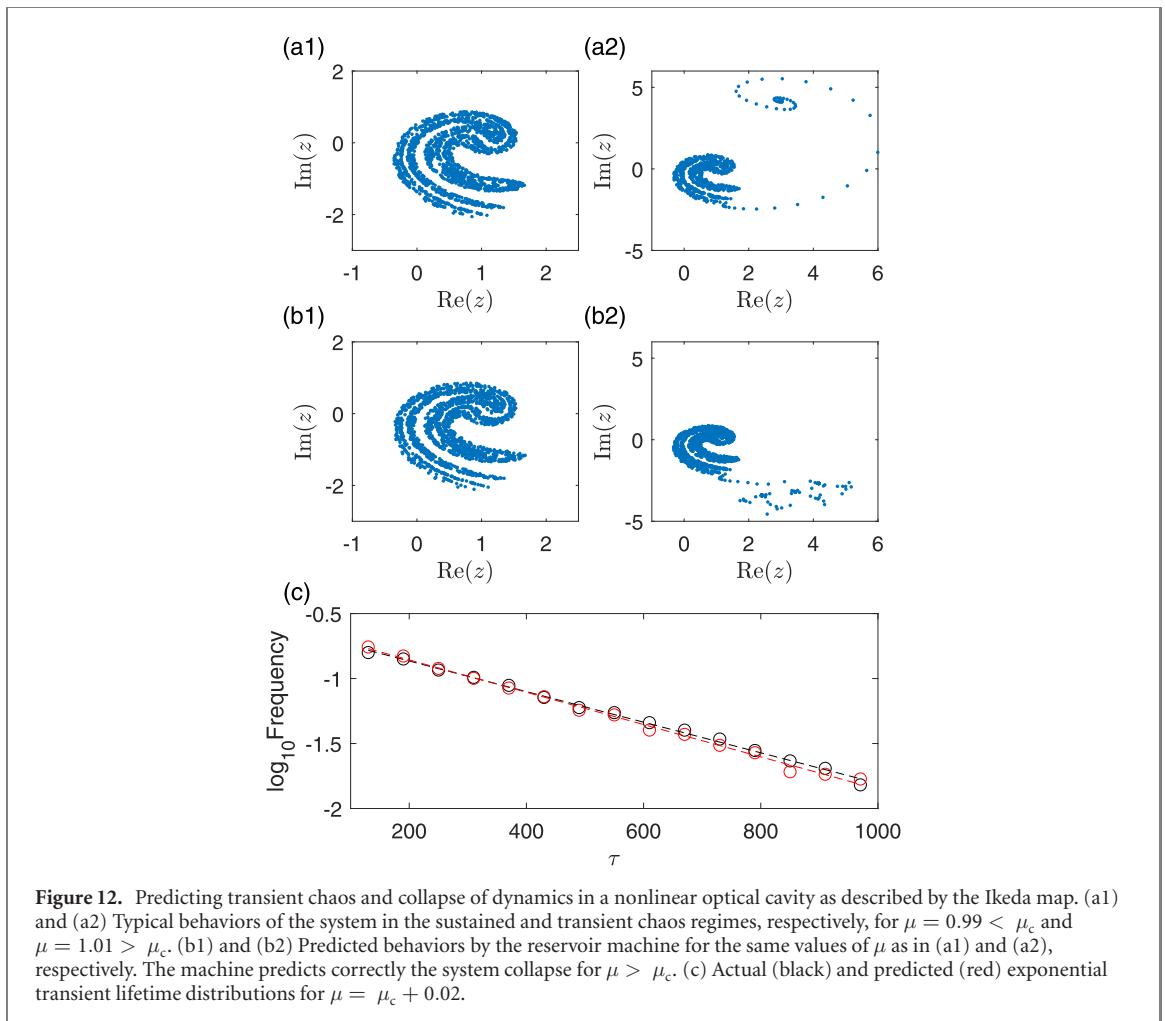 (a1)
(a2)
2
0
-2
Im(z)
-1
0
1
2
Re(z)
5
0
-5
Im(z)
0
2
4
6
Re(z)
(b1)
(b2)
2
0
-2
Im(z)
-1
0
1
2
Re(z)
5
0
-5
Im(z)
0
2
4
6
Re(z)
(c)
-0.5
-1
-1.5
-2
log₁₀Frequency
200
400
600
800
1000
τ
Figure 12. Predicting transient chaos and collapse of dynamics in a nonlinear optical cavity as described by the Ikeda map. (a1)
and (a2) Typical behaviors of the system in the sustained and transient chaos regimes, respectively, for μ = 0.99 < μc and
μ = 1.01 > μc. (b1) and (b2) Predicted behaviors by the reservoir machine for the same values of μ as in (a1) and (a2),
respectively. The machine predicts correctly the system collapse for μ > μc. (c) Actual (black) and predicted (red) exponential
transient lifetime distributions for μ = μc + 0.02.